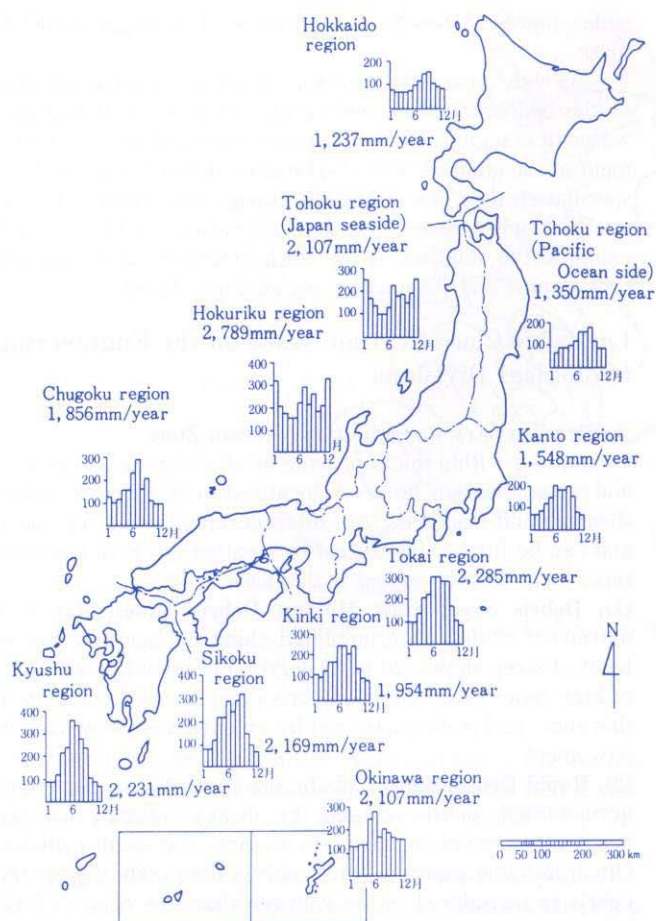 Hokkaido
region
200
100
1 6 12月
1,237mm/year
Tohoku region
(Japan seaside)
2,107mm/year
300
200
100
1 6 12月
Tohoku region
(Pacific
Ocean side)
1,350mm/year
200
100
1 6 12月
Hokuriku region
2,789mm/year
400
300
200
100
1 6 12月
Chugoku region
1,856mm/year
300
200
100
1 6 12月
Kanto region
1,548mm/year
200
100
1 6 12月
Tokai region
2,285mm/year
300
200
100
1 6 12月
Kinki region
300
200
100
1 6 12月
1,954mm/year
Sikoku
region
300
200
100
1 6 12月
2,169mm/year
Kyushu
region
400
300
200
100
1 6 12月
2,231mm/year
Okinawa region
2,107mm/year
300
200
100
1 6 12月
N
0 50 100 200 300 km